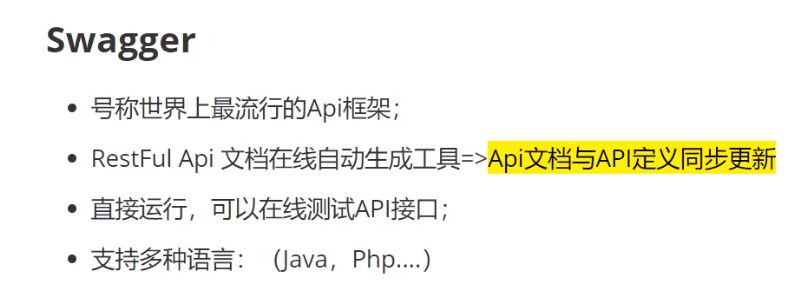 Swagger
号称世界上最流行的Api框架；
RestFul Api 文档在线自动生成工具=>Api文档与API定义同步更新
直接运行，可以在线测试API接口；
支持多种语言：（Java，Php....）